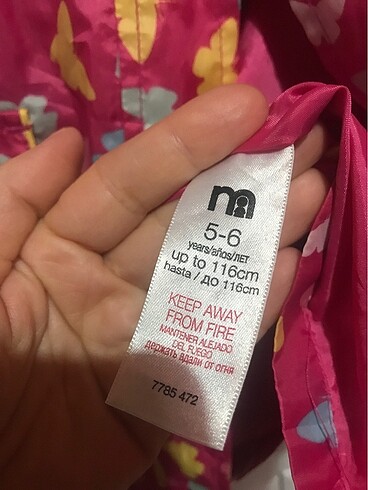 m
5-6
years/años/ЛЕТ
up to 116cm
hasta / до 116cm
KEEP AWAY
FROM FIRE
MANTENER ALEJADO
DEL FUEGO
держать вдали от огня
7785 472